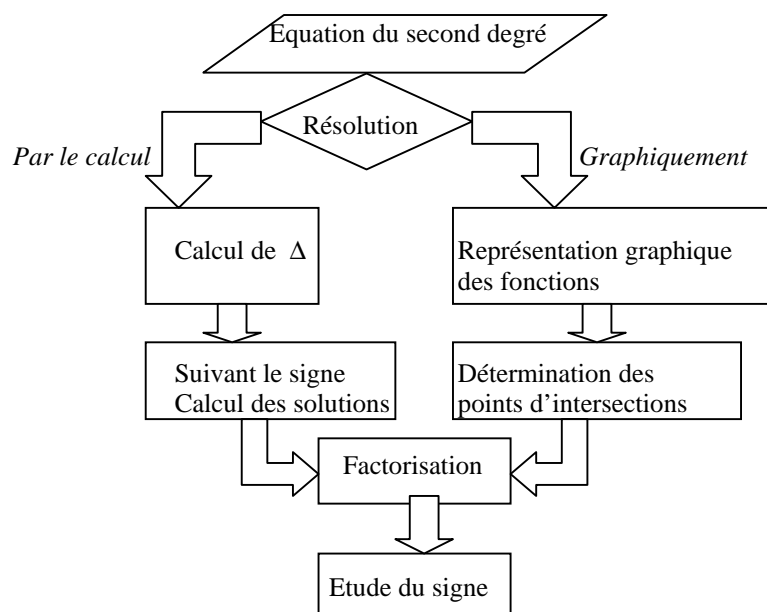 Equation du second degré
Résolution
Par le calcul
Graphiquement
Calcul de Δ
Représentation graphique
des fonctions
Suivant le signe
Calcul des solutions
Détermination des
points d’intersections
Factorisation
Etude du signe